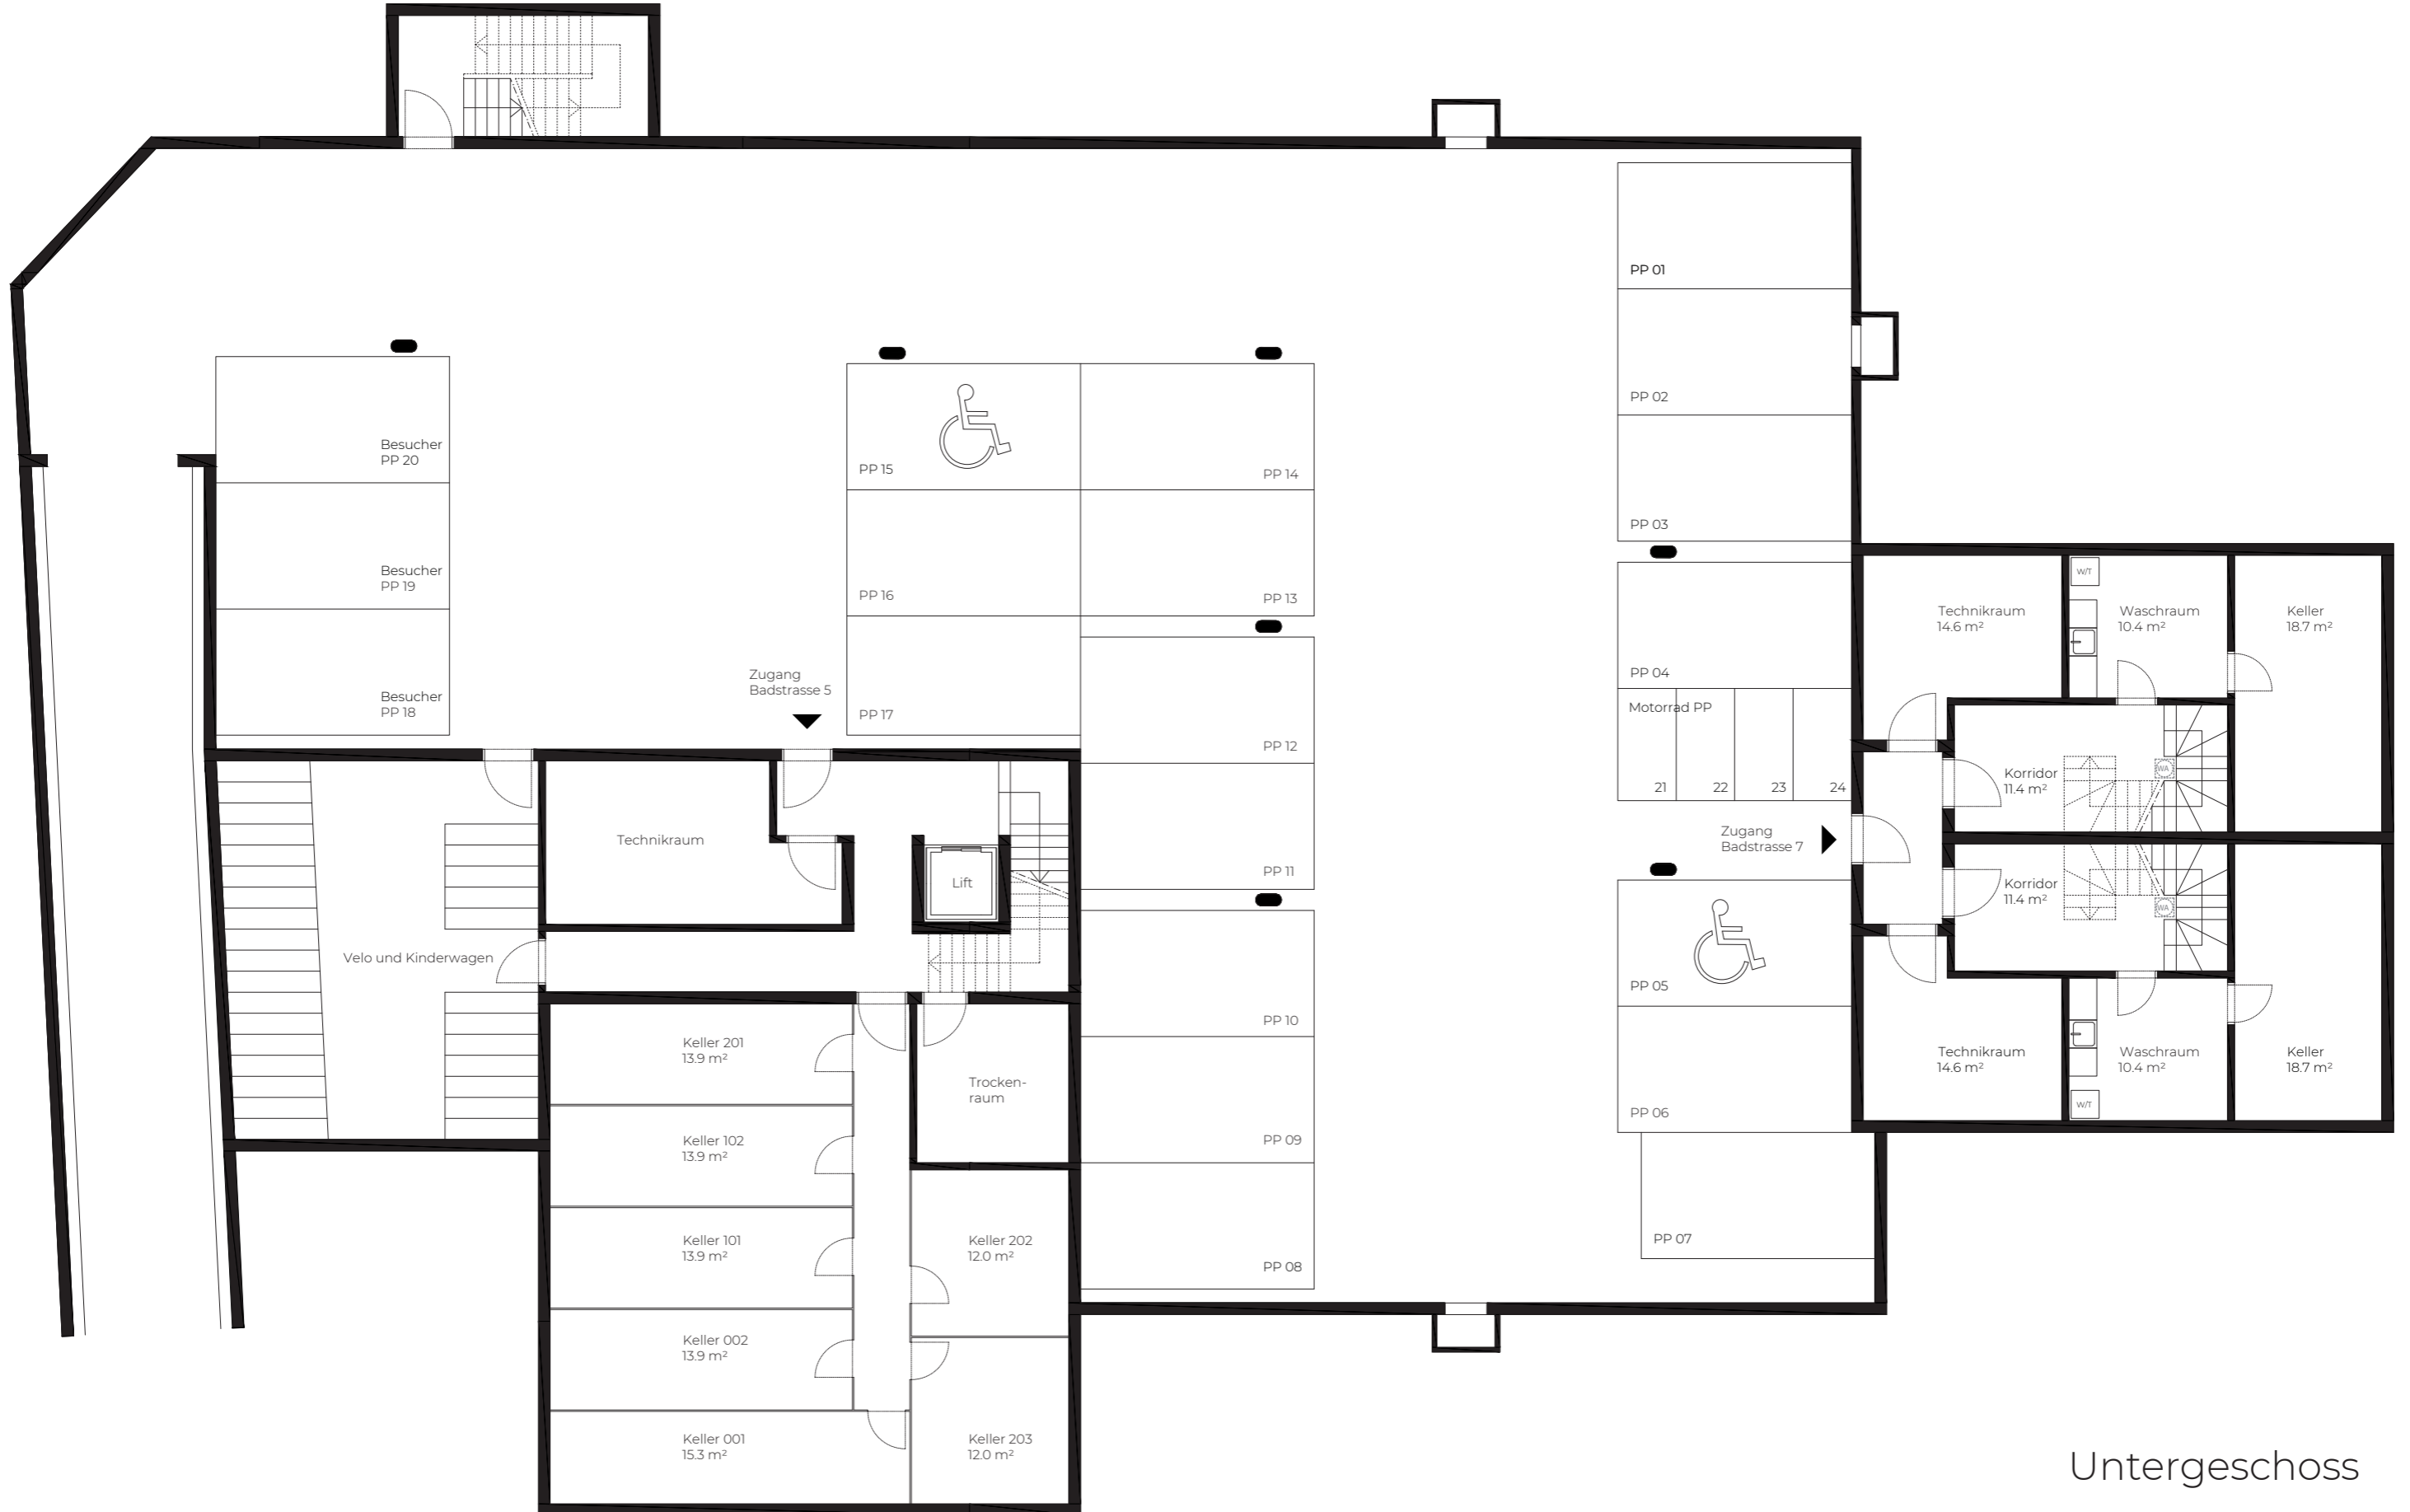 PP 01
PP 02
PP 03
Besucher
PP 20
Besucher
PP 19
Besucher
PP 18
PP 15
PP 14
PP 16
PP 13
PP 17
PP 12
PP 11
Zugang
Badstrasse 5
PP 04
Motorrad PP
21
22
23
24
Zugang
Badstrasse 7
PP 05
PP 06
PP 07
PP 10
PP 09
PP 08
Technikraum
14.6 m²
W/T
Waschraum
10.4 m²
Keller
18.7 m²
Korridor
11.4 m²
WA
Korridor
11.4 m²
WA
Technikraum
14.6 m²
Waschraum
10.4 m²
W/T
Keller
18.7 m²
Technikraum
Lift
Velo und Kinderwagen
Keller 201
13.9 m²
Trocken-
raum
Keller 102
13.9 m²
Keller 101
13.9 m²
Keller 202
12.0 m²
Keller 002
13.9 m²
Keller 001
15.3 m²
Keller 203
12.0 m²
Untergeschoss